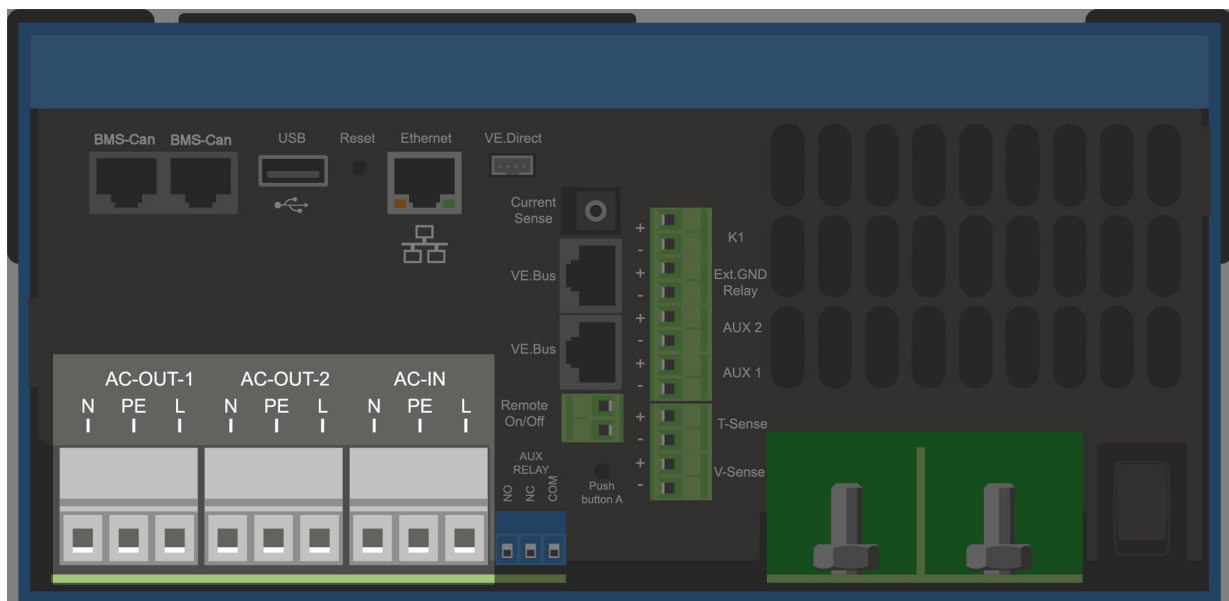 BMS-Can BMS-Can USB Reset Ethernet VE.Direct
Current
Sense
+
-
K1
VE.Bus
+
-
Ext.GND
Relay
+
-
AUX 2
VE.Bus
+
-
AUX 1
AC-OUT-1 AC-OUT-2 AC-IN
N PE L N PE L N PE L
Remote
On/Off
+
-
T-Sense
AUX
RELAY
NO NC COM
Push
button A
+
-
V-Sense